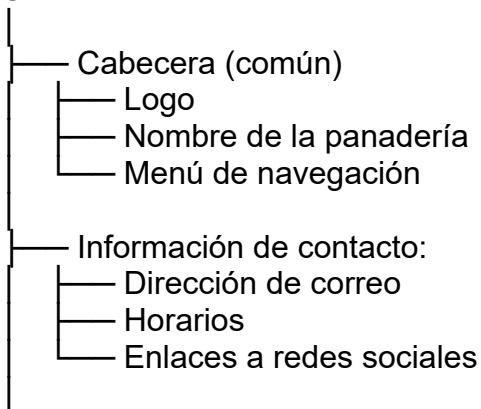 Cabecera (común)
Logo
Nombre de la panadería
Menú de navegación
Información de contacto:
Dirección de correo
Horarios
Enlaces a redes sociales